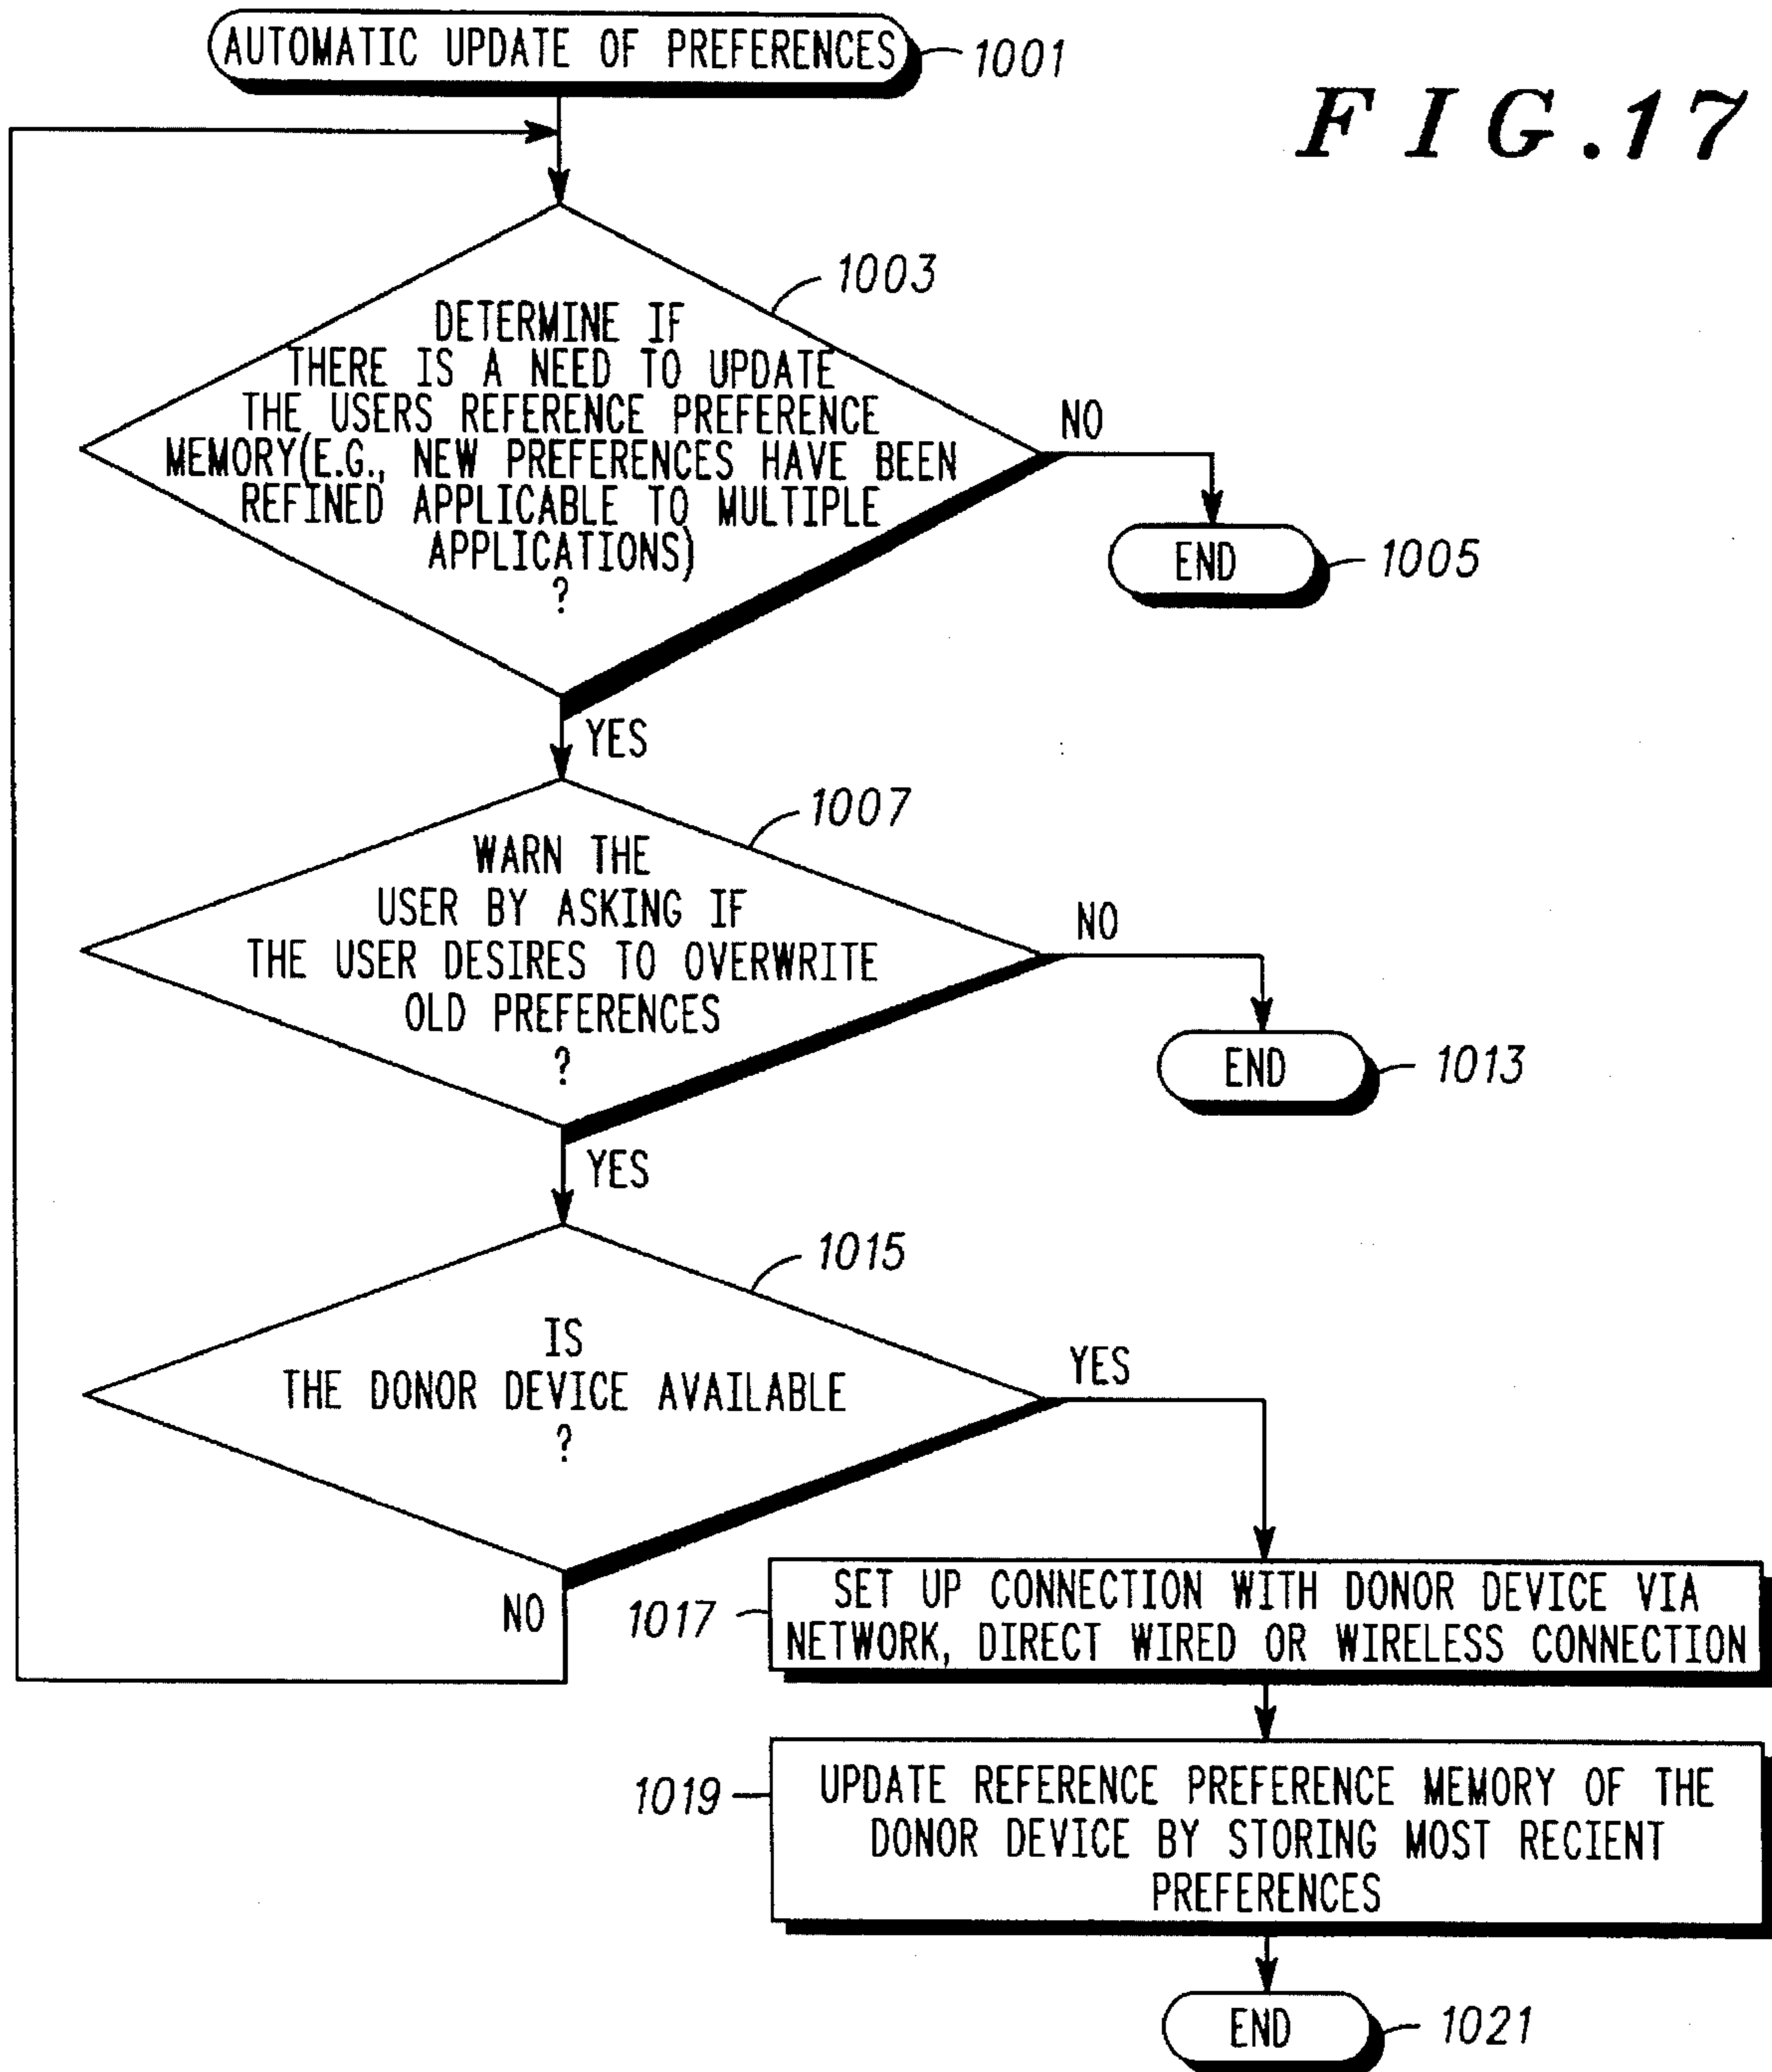 AUTOMATIC UPDATE OF PREFERENCES
1001
FIG.17
1003
DETERMINE IF
THERE IS A NEED TO UPDATE
THE USERS REFERENCE PREFERENCE
MEMORY(E.G., NEW PREFERENCES HAVE BEEN
REFINED APPLICABLE TO MULTIPLE
APPLICATIONS)
?
NO
END
1005
YES
1007
WARN THE
USER BY ASKING IF
THE USER DESIRES TO OVERWRITE
OLD PREFERENCES
?
NO
END
1013
YES
1015
IS
THE DONOR DEVICE AVAILABLE
?
YES
NO
1017
SET UP CONNECTION WITH DONOR DEVICE VIA
NETWORK, DIRECT WIRED OR WIRELESS CONNECTION
1019
UPDATE REFERENCE PREFERENCE MEMORY OF THE
DONOR DEVICE BY STORING MOST RECIENT
PREFERENCES
END
1021